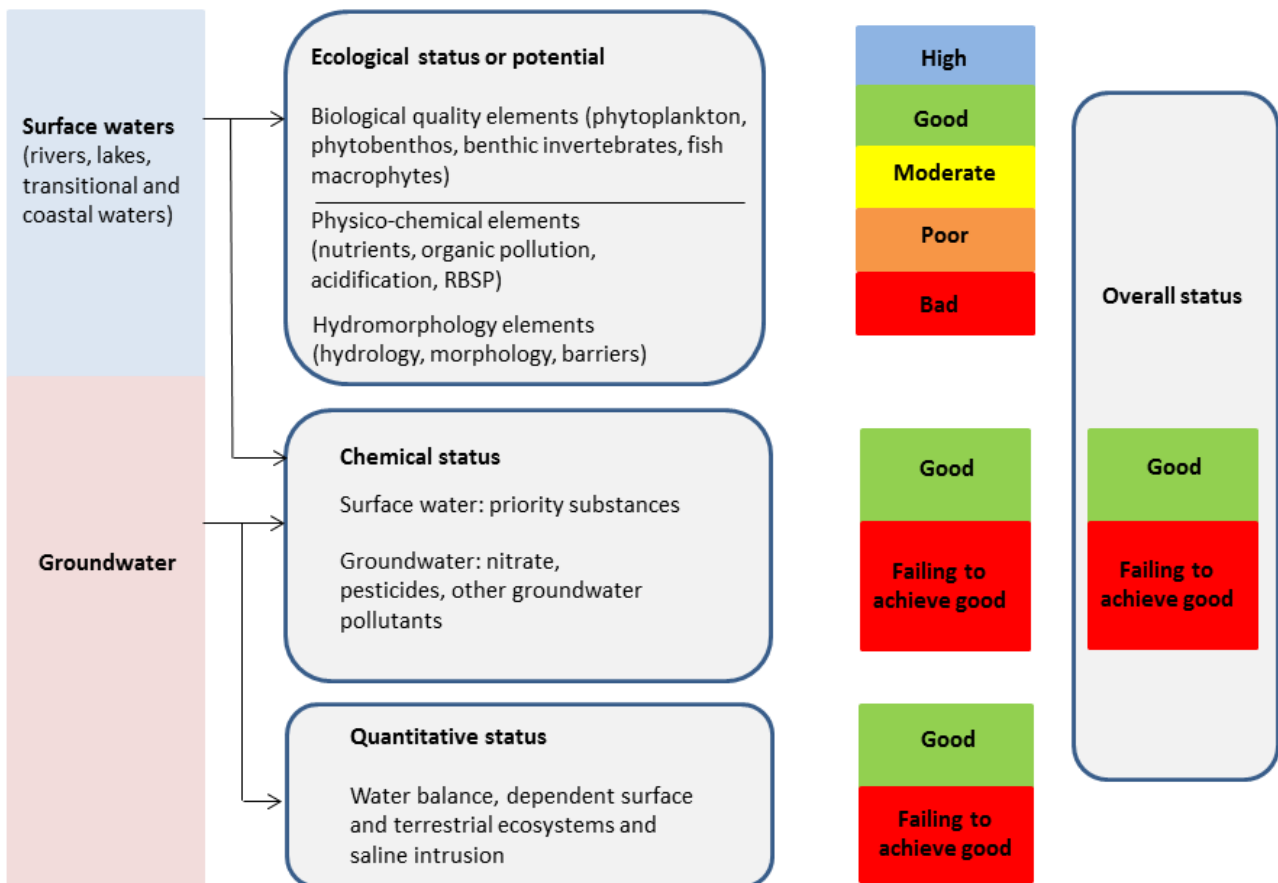 Surface waters
(rivers, lakes,
transitional and
coastal waters)
Groundwater
Ecological status or potential
Biological quality elements (phytoplankton,
phytobenthos, benthic invertebrates, fish
macrophytes)
Physico-chemical elements
(nutrients, organic pollution,
acidification, RBSP)
Hydromorphology elements
(hydrology, morphology, barriers)
Chemical status
Surface water: priority substances
Groundwater: nitrate,
pesticides, other groundwater
pollutants
Quantitative status
Water balance, dependent surface
and terrestrial ecosystems and
saline intrusion
High
Good
Moderate
Poor
Bad
Good
Failing to
achieve good
Good
Failing to
achieve good
Overall status
Good
Failing to
achieve good